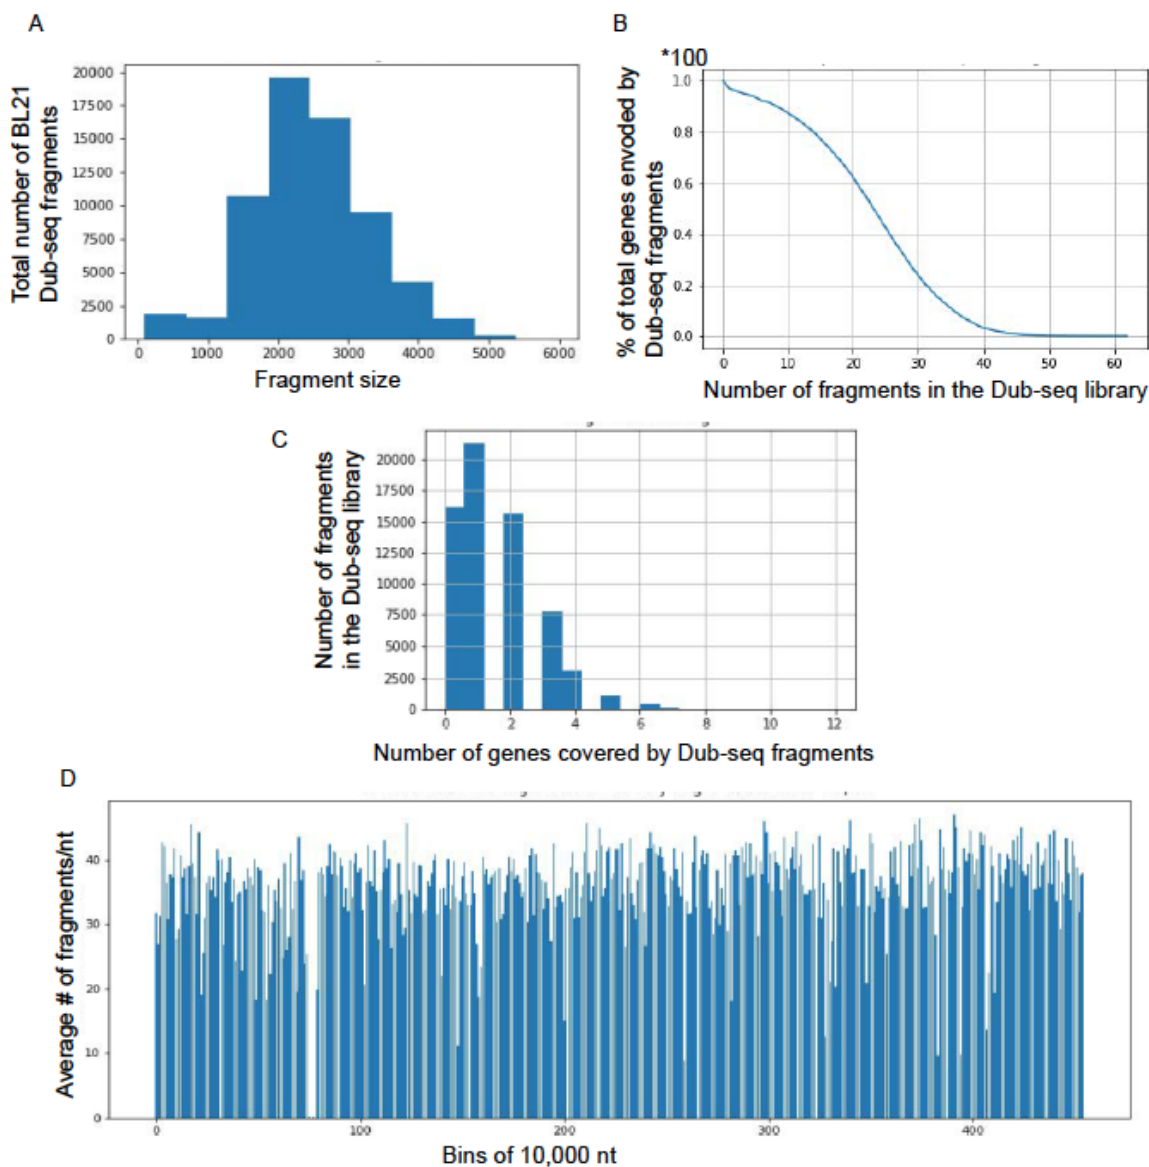 A
Total number of BL21
Dub-seq fragments
20000
17500
15000
12500
10000
7500
5000
2500
0
0 1000 2000 3000 4000 5000 6000
Fragment size
B
*100
% of total genes envoded by
Dub-seq fragments
1.0
0.8
0.6
0.4
0.2
0.0
0 10 20 30 40 50 60
Number of fragments in the Dub-seq library
C
Number of fragments
in the Dub-seq library
20000
17500
15000
12500
10000
7500
5000
2500
0
0 2 4 6 8 10 12
Number of genes covered by Dub-seq fragments
D
Average # of fragments/nt
40
30
20
10
0
0 100 200 300 400
Bins of 10,000 nt